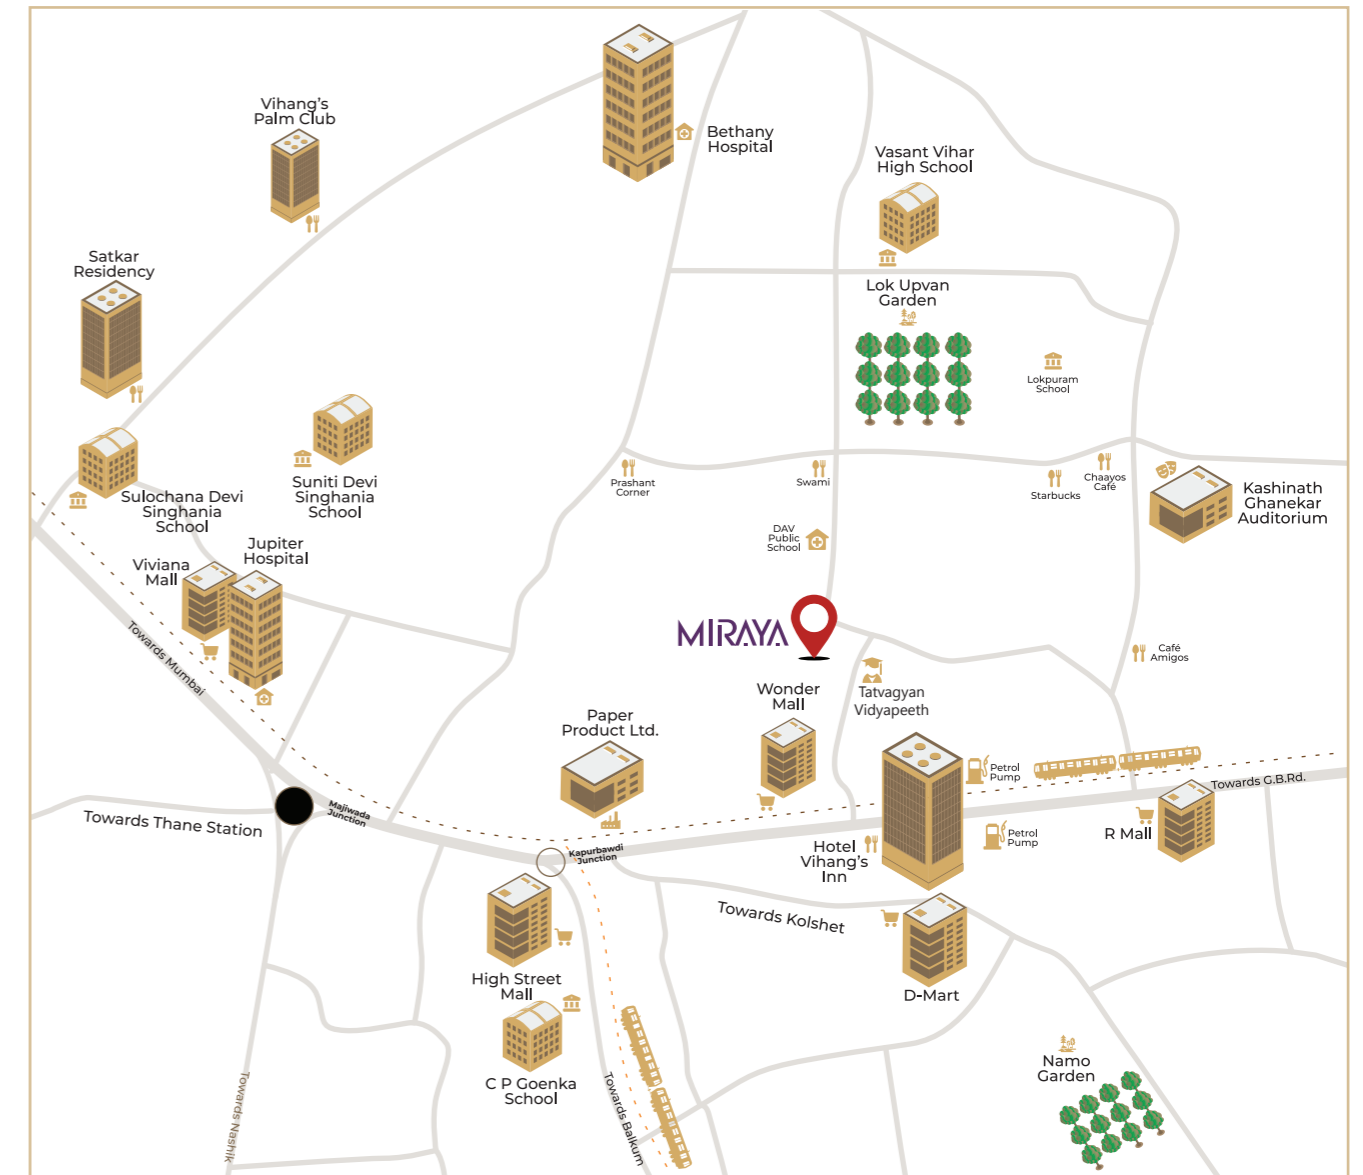 Vihang's
Palm Club
Bethany
Hospital
Vasant Vihar
High School
Satkar
Residency
Lok Upvan
Garden
Lokpuram
School
Prashant
Corner
Swami
Starbucks
Chaayos
Café
Kashinath
Ghanekar
Auditorium
Suniti Devi
Singhania
School
Sulochana Devi
Singhania
School
DAV
Public
School
Viviana
Mall
Jupiter
Hospital
Towards Mumbai
MIRAYA
Café
Amigos
Tatvagyan
Vidyapeeth
Wonder
Mall
Paper
Product Ltd.
Petrol
Pump
Towards G.B.Rd.
Majiwada
Junction
Towards Thane Station
Kapurbawdi
Junction
Hotel
Vihang's
Inn
Petrol
Pump
R Mall
Towards Kolshet
High Street
Mall
D-Mart
C P Goenka
School
Namo
Garden
Towards Nashik
Towards Balkum